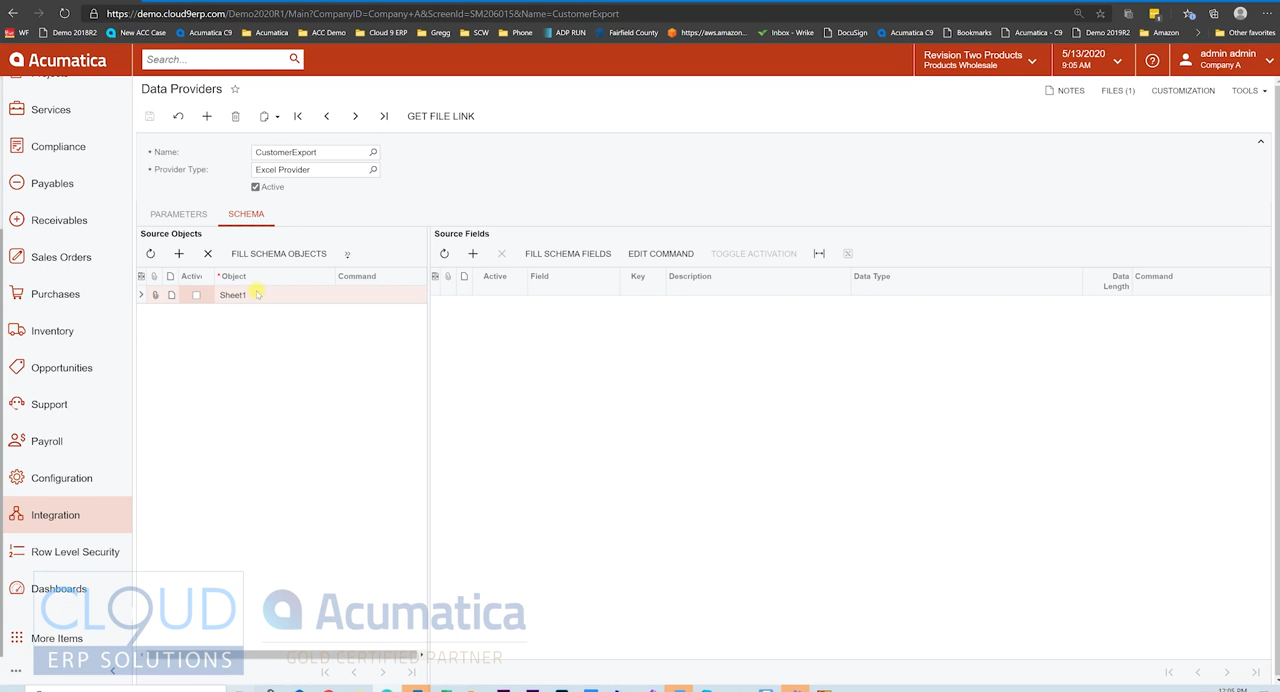 https://demo.cloud9erp.com/Demo2020R1/Main?CompanyID=Company+A&ScreenId=SM206015&Name=CustomerExport
WF Demo 2018R2 New ACC Case Acumatica C9 Acumatica ACC Demo Cloud 9 ERP Gregg SCW Phone ADP RUN Fairfield County https://aws.amazon... Inbox - Wrike DocuSign Acumatica C9 Bookmarks Acumatica - C9 Demo 2019R2 Amazon Other favorites
Acumatica
Search...
Revision Two Products
Products Wholesale
5/13/2020
9:05 AM
admin admin
Company A
Projects
Services
Compliance
Payables
Receivables
Sales Orders
Purchases
Inventory
Opportunities
Support
Payroll
Configuration
Integration
Row Level Security
Dashboards
More Items
Data Providers
NOTES FILES (1) CUSTOMIZATION TOOLS
GET FILE LINK
• Name: CustomerExport
• Provider Type: Excel Provider
Active
PARAMETERS SCHEMA
Source Objects
FILL SCHEMA OBJECTS
Active * Object Command
Sheet1
Source Fields
FILL SCHEMA FIELDS EDIT COMMAND TOGGLE ACTIVATION
Active Field Key Description Data Type Data Length Command
CLOUD 9
ERP SOLUTIONS
Acumatica
GOLD CERTIFIED PARTNER
12:05 PM